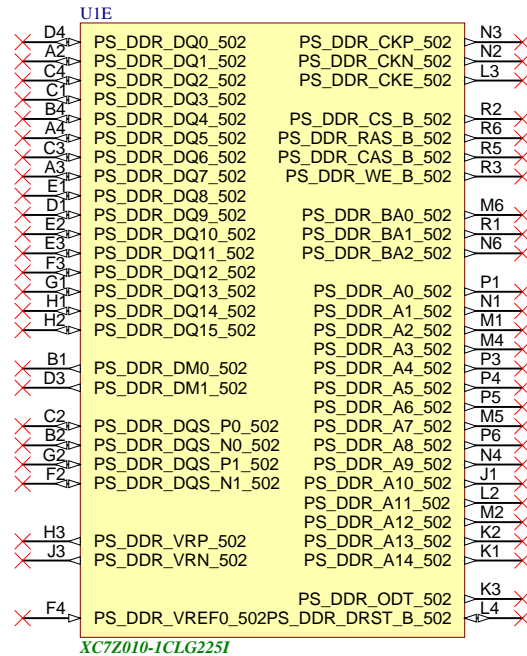 U1E
D4 PS_DDR_DQ0_502 PS_DDR_CKP_502 N3
A2 PS_DDR_DQ1_502 PS_DDR_CKN_502 N2
C4 PS_DDR_DQ2_502 PS_DDR_CKE_502 L3
C1 PS_DDR_DQ3_502
B4 PS_DDR_DQ4_502 PS_DDR_CS_B_502 R2
A4 PS_DDR_DQ5_502 PS_DDR_RAS_B_502 R6
C3 PS_DDR_DQ6_502 PS_DDR_CAS_B_502 R5
A3 PS_DDR_DQ7_502 PS_DDR_WE_B_502 R3
E1 PS_DDR_DQ8_502
D1 PS_DDR_DQ9_502 PS_DDR_BA0_502 M6
E2 PS_DDR_DQ10_502 PS_DDR_BA1_502 R1
E3 PS_DDR_DQ11_502 PS_DDR_BA2_502 N6
F3 PS_DDR_DQ12_502
G1 PS_DDR_DQ13_502 PS_DDR_A0_502 P1
H1 PS_DDR_DQ14_502 PS_DDR_A1_502 N1
H2 PS_DDR_DQ15_502 PS_DDR_A2_502 M1
PS_DDR_A3_502 M4
B1 PS_DDR_DM0_502 PS_DDR_A4_502 P3
D3 PS_DDR_DM1_502 PS_DDR_A5_502 P4
PS_DDR_A6_502 P5
C2 PS_DDR_DQS_P0_502 PS_DDR_A7_502 M5
B2 PS_DDR_DQS_N0_502 PS_DDR_A8_502 P6
G2 PS_DDR_DQS_P1_502 PS_DDR_A9_502 N4
F2 PS_DDR_DQS_N1_502 PS_DDR_A10_502 J1
PS_DDR_A11_502 L2
PS_DDR_A12_502 M2
H3 PS_DDR_VRP_502 PS_DDR_A13_502 K2
J3 PS_DDR_VRN_502 PS_DDR_A14_502 K1
PS_DDR_ODT_502 K3
F4 PS_DDR_VREF0_502 PS_DDR_DRST_B_502 L4
XC7Z010-1CLG225I